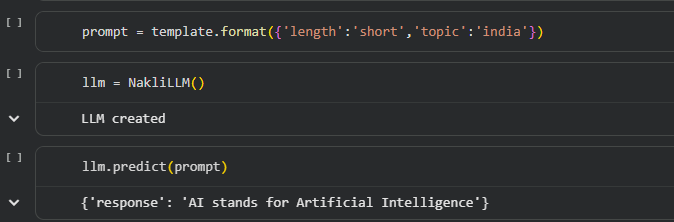 [ ]
prompt = template.format({'length':'short','topic':'india'})
[ ]
llm = NakliLLM()
LLM created
[ ]
llm.predict(prompt)
{'response': 'AI stands for Artificial Intelligence'}